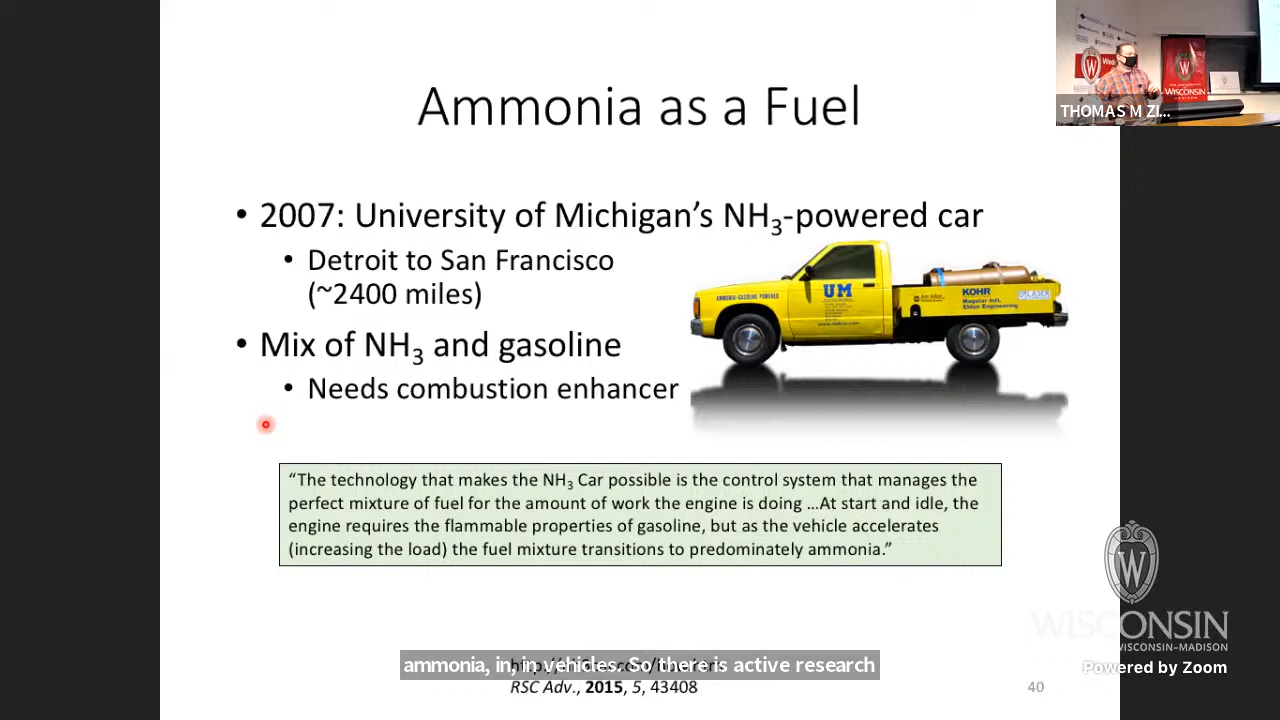 THOMAS M ZI...
WISCONSIN
Ammonia as a Fuel
• 2007: University of Michigan’s NH3-powered car
• Detroit to San Francisco
(~2400 miles)
• Mix of NH3 and gasoline
• Needs combustion enhancer
AMMONIA-GASOLINE POWERED
UM
KOHR
“The technology that makes the NH3 Car possible is the control system that manages the
perfect mixture of fuel for the amount of work the engine is doing ...At start and idle, the
engine requires the flammable properties of gasoline, but as the vehicle accelerates
(increasing the load) the fuel mixture transitions to predominately ammonia.”
W
WISCONSIN
WISCONSIN-MADISON
Powered by Zoom
ammonia, in, in vehicles. So there is active research
RSC Adv., 2015, 5, 43408
40